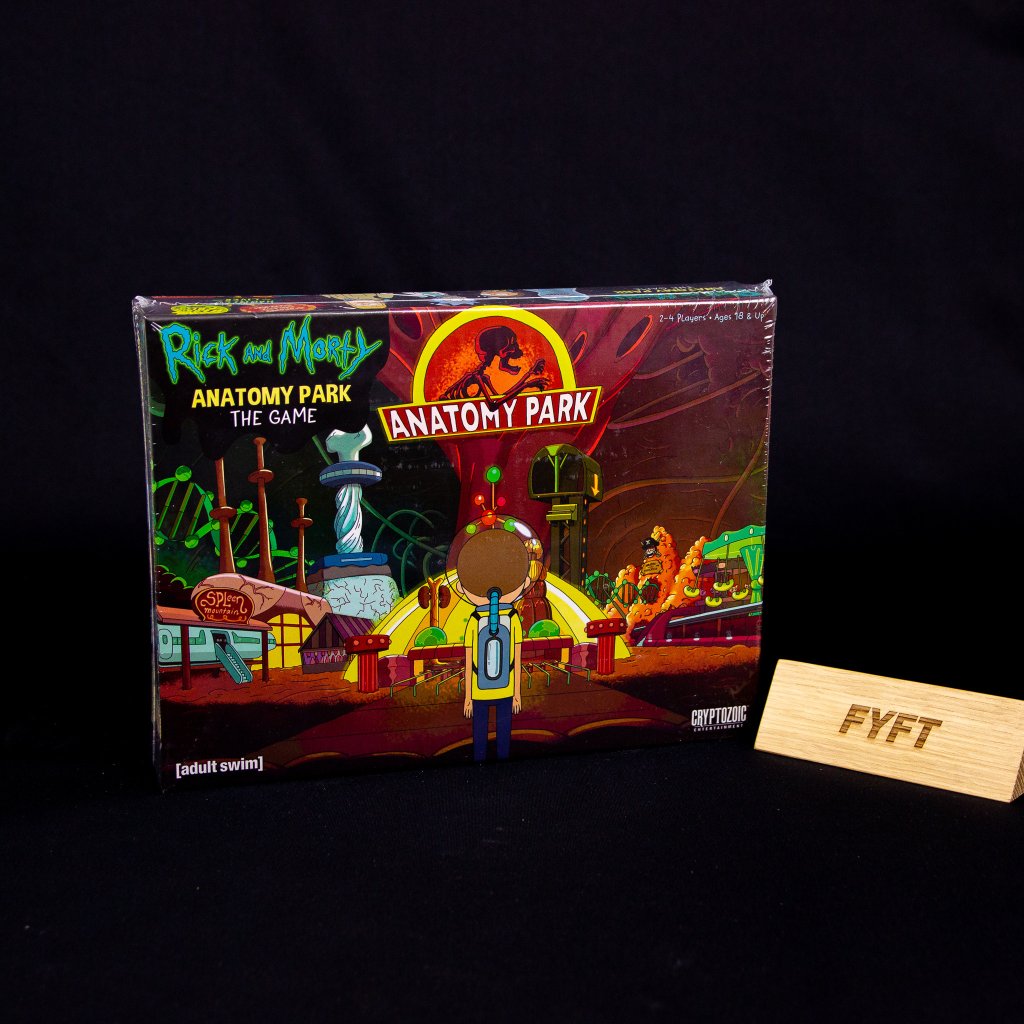 Rick and Morty
ANATOMY PARK
THE GAME
2-4 Players • Ages 18 & Up
ANATOMY PARK
SPLeen
mountain
CRYPTOZOIC
ENTERTAINMENT
[adult swim]
FYFT